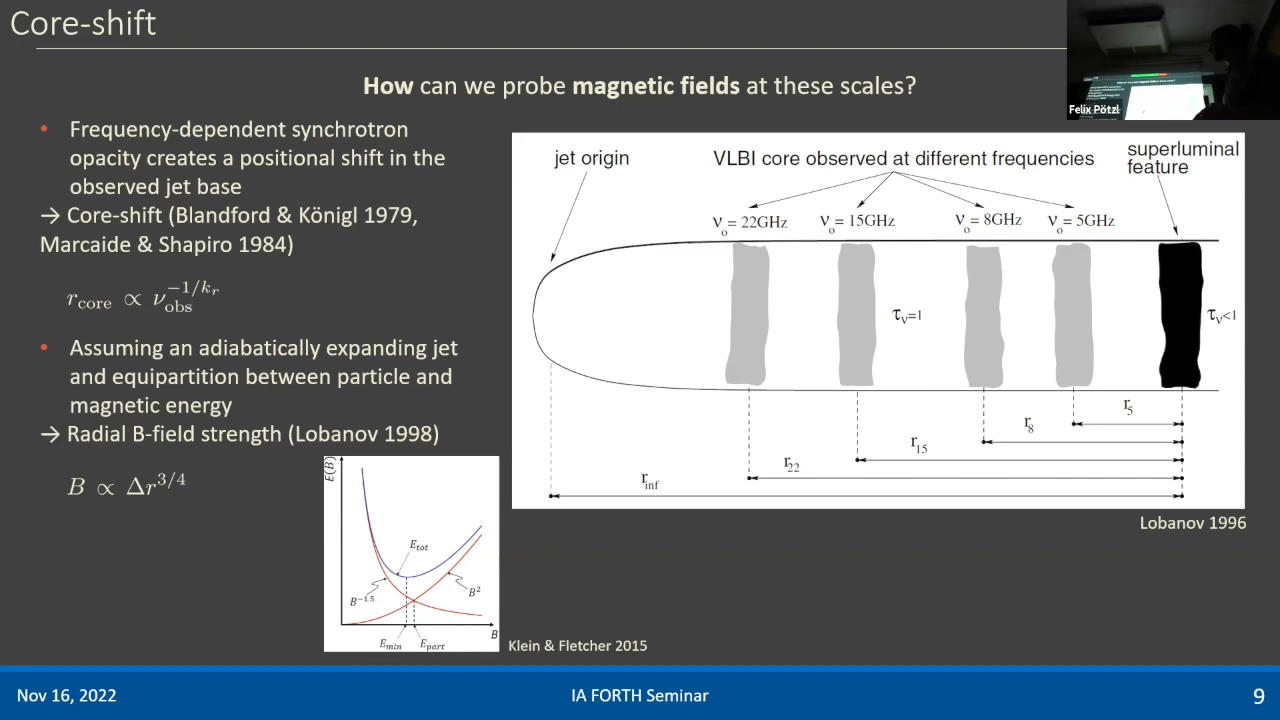 Core-shift
How can we probe magnetic fields at these scales?
Felix Pötzl
• Frequency-dependent synchrotron
opacity creates a positional shift in the
observed jet base
→ Core-shift (Blandford & Königl 1979,
Marcaide & Shapiro 1984)
r_core ∝ ν_obs^{-1/k_r}
• Assuming an adiabatically expanding jet
and equipartition between particle and
magnetic energy
→ Radial B-field strength (Lobanov 1998)
B ∝ Δr^{3/4}
jet origin
VLBI core observed at different frequencies
superluminal
feature
ν_o = 22GHz
ν_o = 15GHz
ν_o = 8GHz
ν_o = 5GHz
τ_ν=1
τ_ν<1
r_5
r_8
r_15
r_22
r_inf
Lobanov 1996
E(B)
E_tot
B^{-1.5}
B^2
B
E_min
E_part
Klein & Fletcher 2015
Nov 16, 2022
IA FORTH Seminar
9